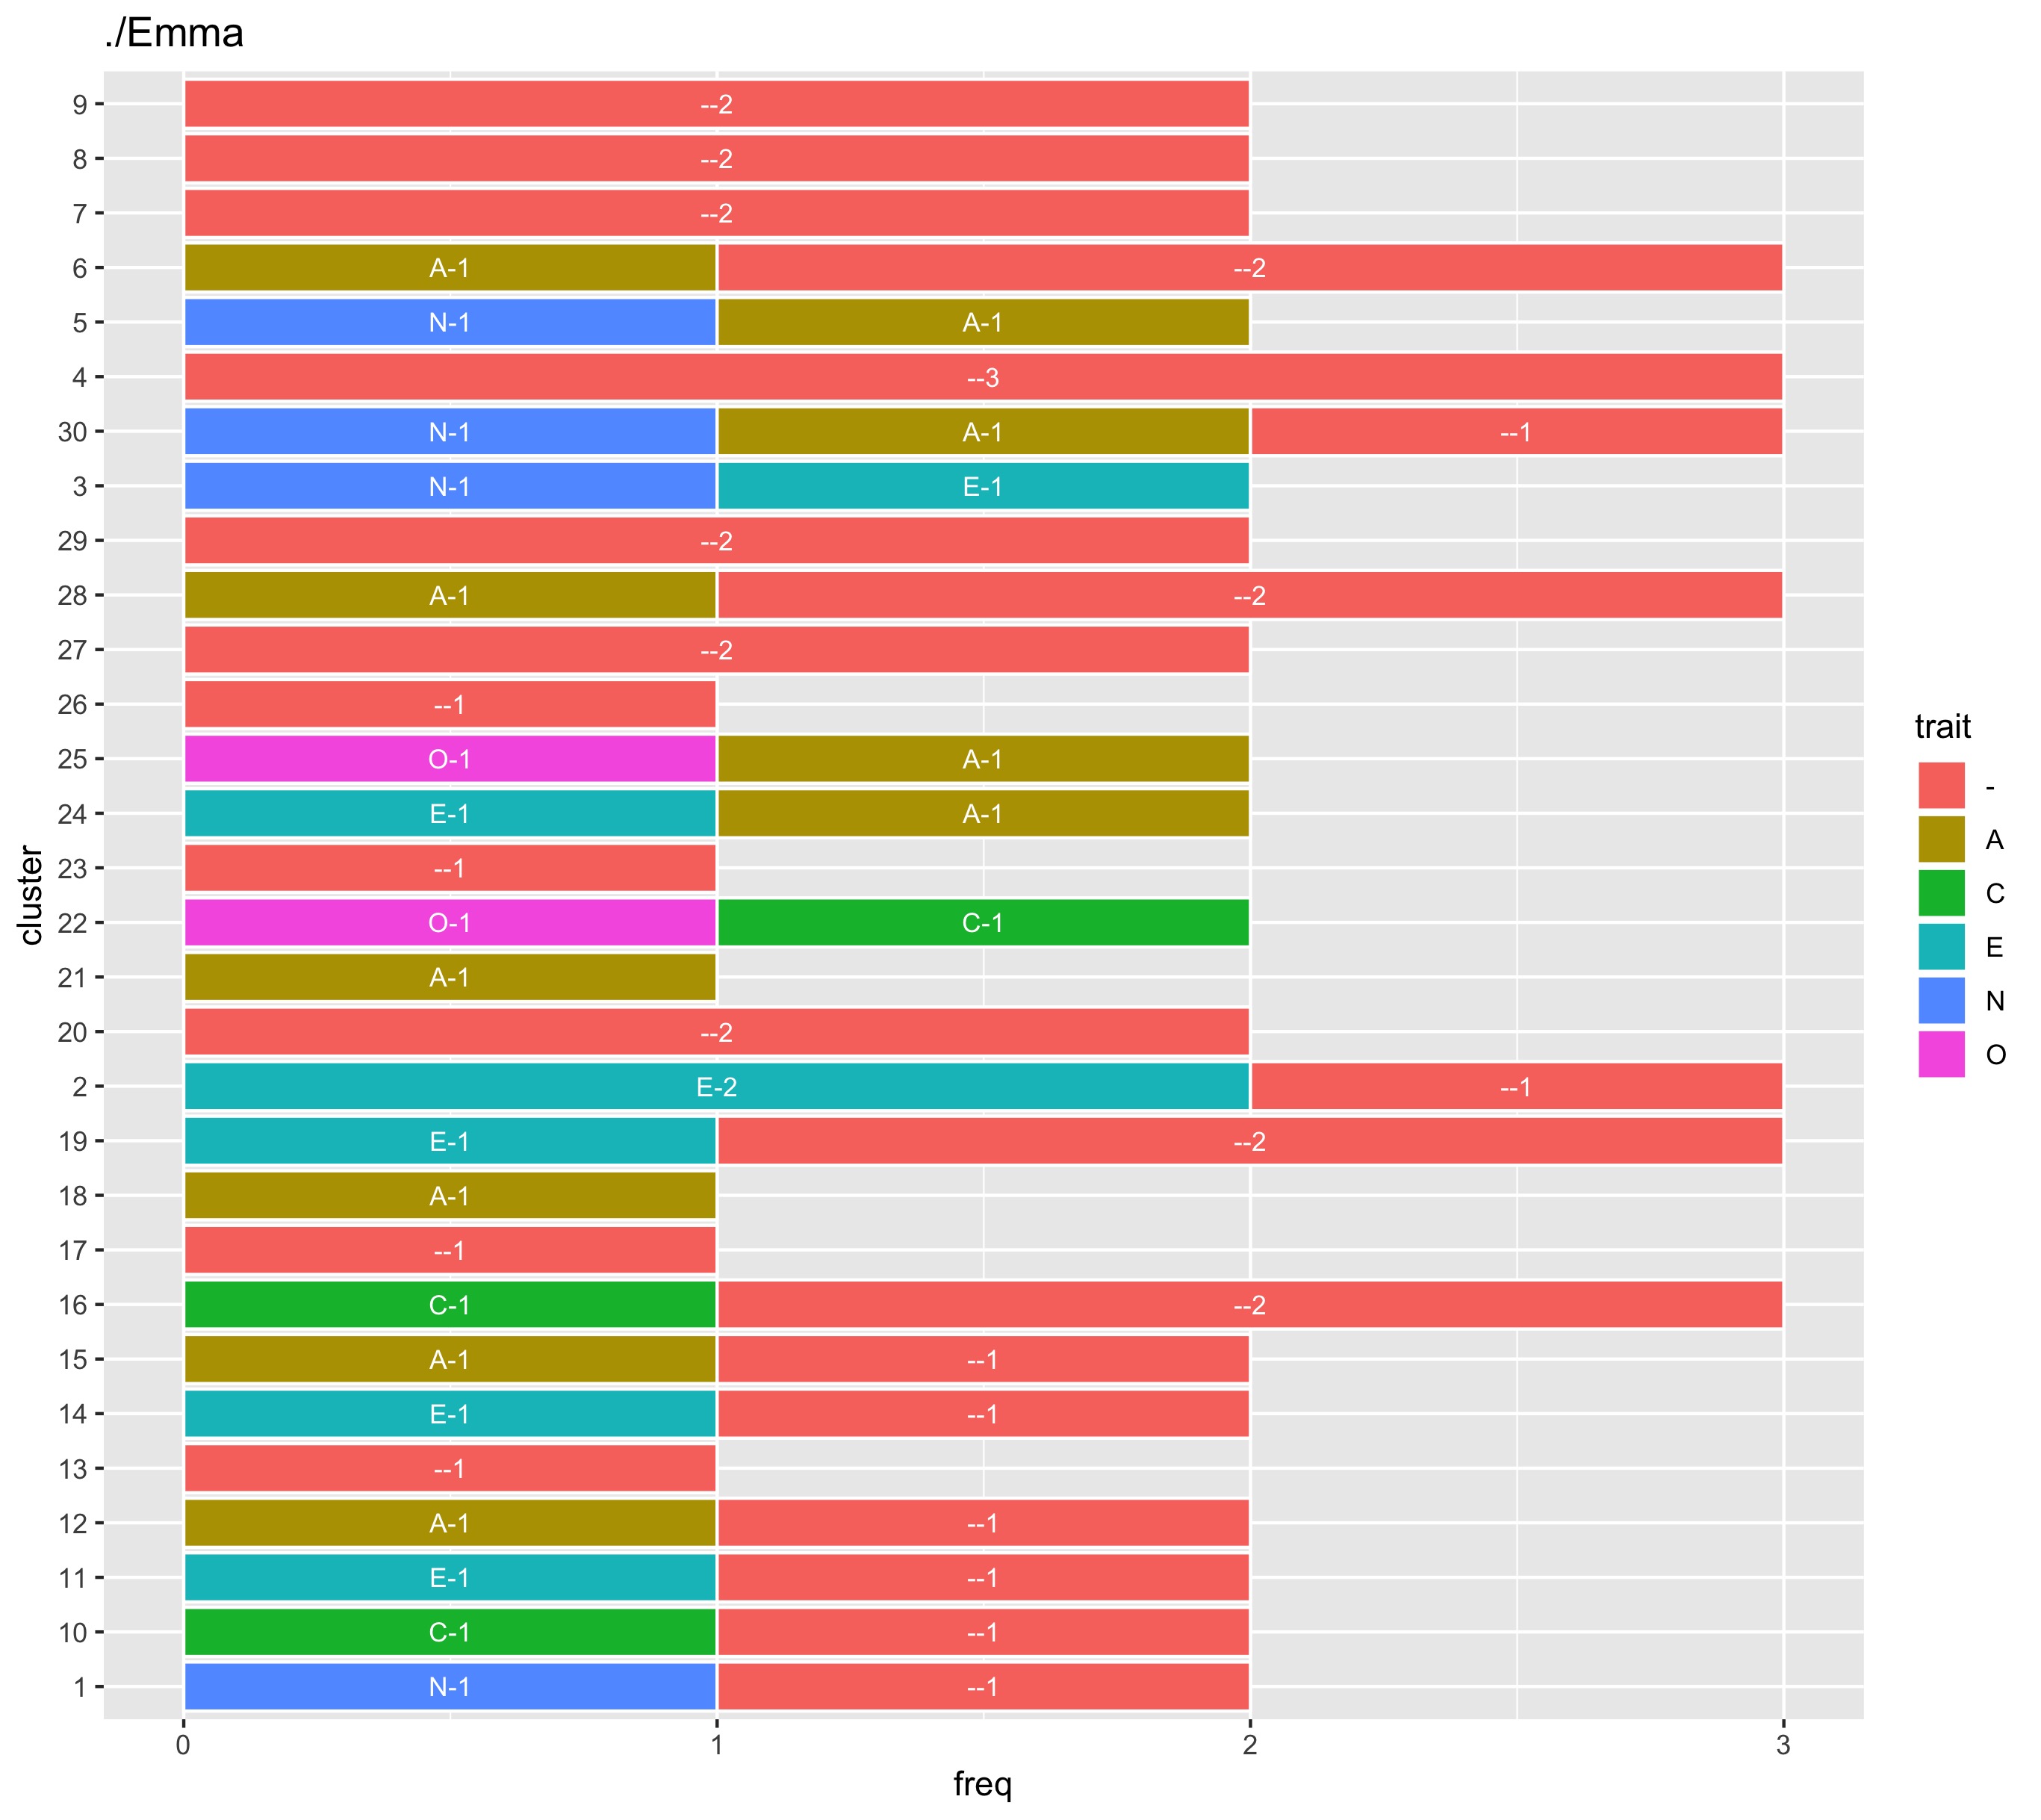 ./Emma
9 --2
8 --2
7 --2
6 A-1 --2
5 N-1 A-1
4 --3
30 N-1 A-1 --1
3 N-1 E-1
29 --2
28 A-1 --2
27 --2
26 --1
25 O-1 A-1
24 E-1 A-1
23 --1
22 O-1 C-1
21 A-1
20 --2
2 E-2 --1
19 E-1 --2
18 A-1
17 --1
16 C-1 --2
15 A-1 --1
14 E-1 --1
13 --1
12 A-1 --1
11 E-1 --1
10 C-1 --1
1 N-1 --1
0 1 2 3
freq
cluster
trait
-
A
C
E
N
O